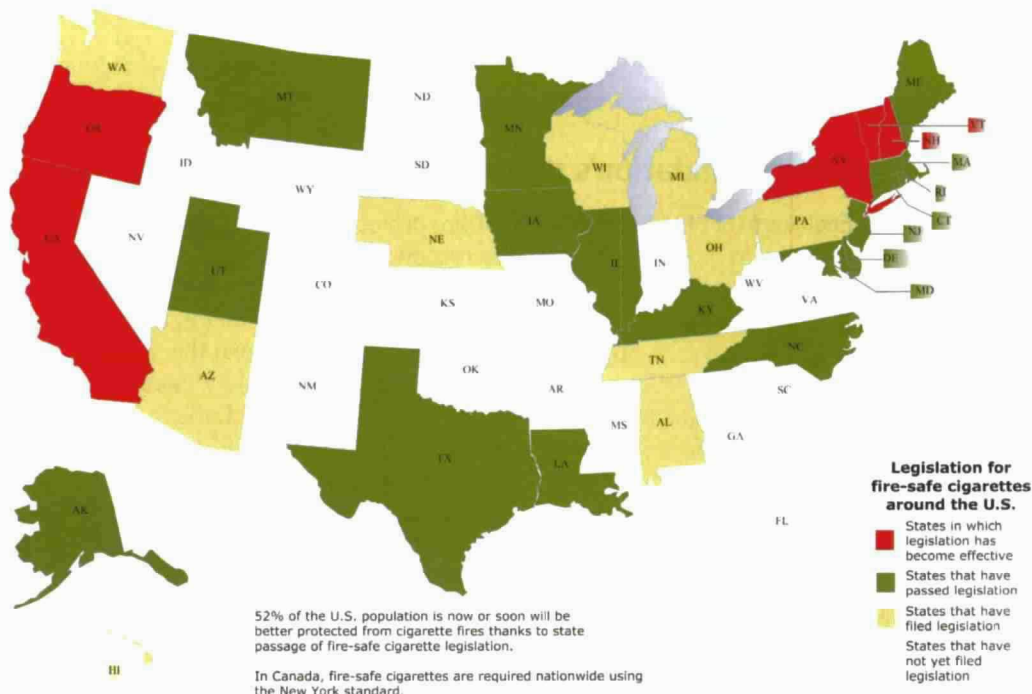 WA
OR
CA
ID
NV
MT
WY
UT
AZ
CO
NM
ND
SD
NE
KS
OK
TX
MN
IA
MO
AR
LA
WI
IL
MI
IN
OH
KY
TN
MS
AL
GA
WV
VA
NC
SC
FL
PA
NY
ME
VT
NH
MA
RI
CT
NJ
DE
MD
AK
HI
Legislation for
fire-safe cigarettes
around the U.S.
States in which
legislation has
become effective
States that have
passed legislation
States that have
filed legislation
States that have
not yet filed
legislation
52% of the U.S. population is now or soon will be
better protected from cigarette fires thanks to state
passage of fire-safe cigarette legislation.
In Canada, fire-safe cigarettes are required nationwide using
the New York standard.